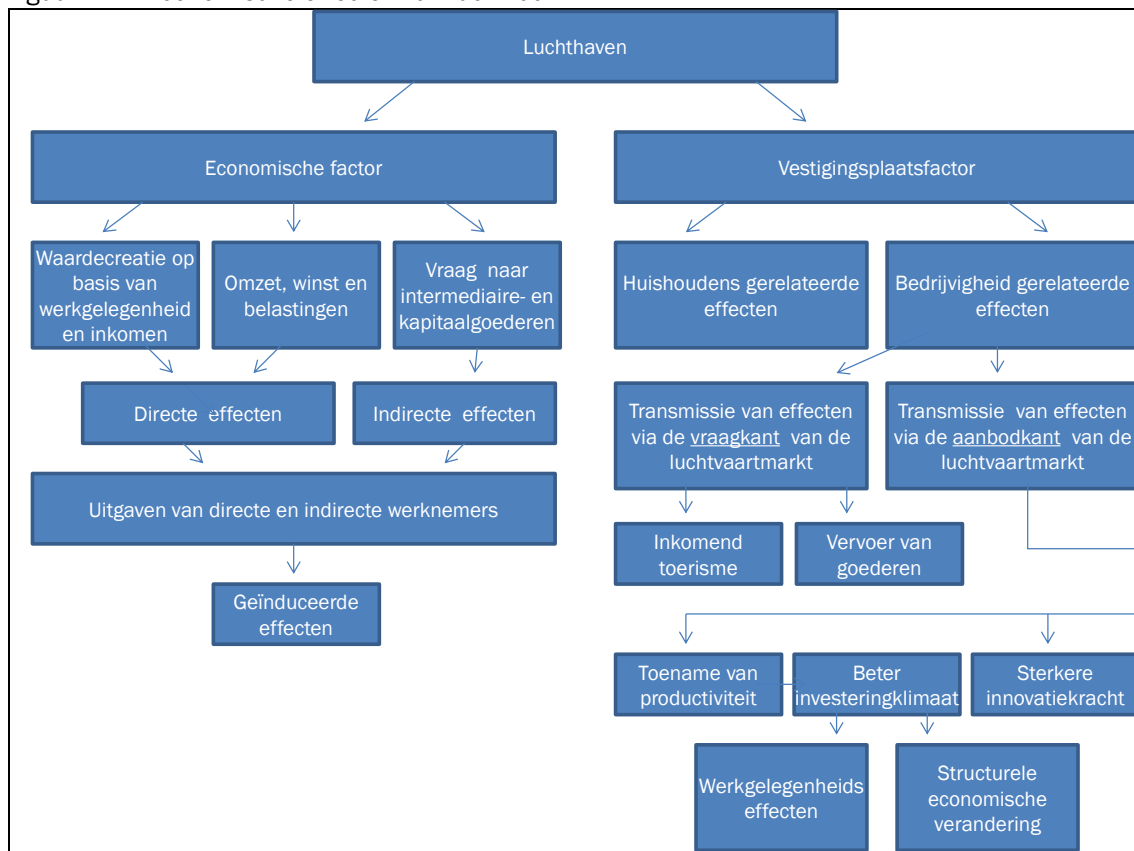 Luchthaven
Economische factor
Vestigingsplaatsfactor
Waardecreatie op
basis van
werkgelegenheid
en inkomen
Omzet, winst en
belastingen
Vraag naar
intermediaire- en
kapitaalgoederen
Huishoudens gerelateerde
effecten
Bedrijvigheid gerelateerde
effecten
Directe effecten
Indirecte effecten
Transmissie van effecten
via de vraagkant van de
luchtvaartmarkt
Transmissie van effecten
via de aanbodkant van de
luchtvaartmarkt
Uitgaven van directe en indirecte werknemers
Inkomend
toerisme
Vervoer van
goederen
Geïnduceerde
effecten
Toename van
productiviteit
Beter
investeringklimaat
Sterkere
innovatiekracht
Werkgelegenheids
effecten
Structurele
economische
verandering